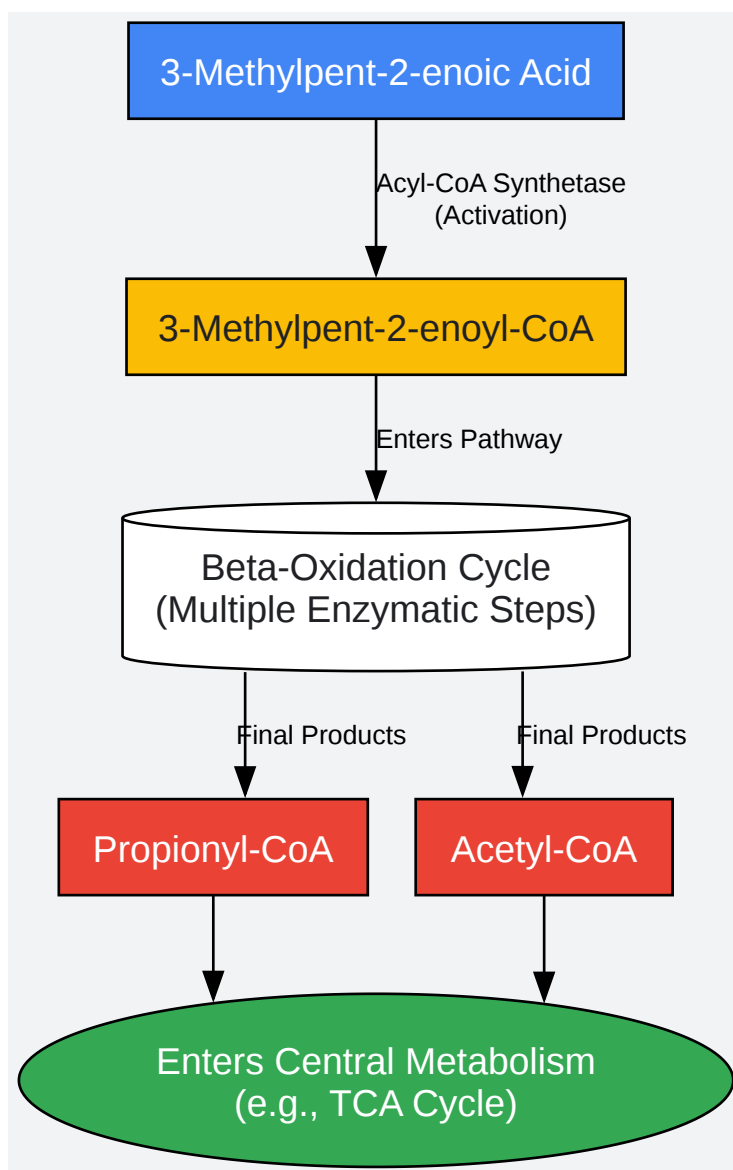 3-Methylpent-2-enoic Acid
Acyl-CoA Synthetase
(Activation)
3-Methylpent-2-enoyl-CoA
Enters Pathway
Beta-Oxidation Cycle
(Multiple Enzymatic Steps)
Final Products
Final Products
Propionyl-CoA
Acetyl-CoA
Enters Central Metabolism
(e.g., TCA Cycle)